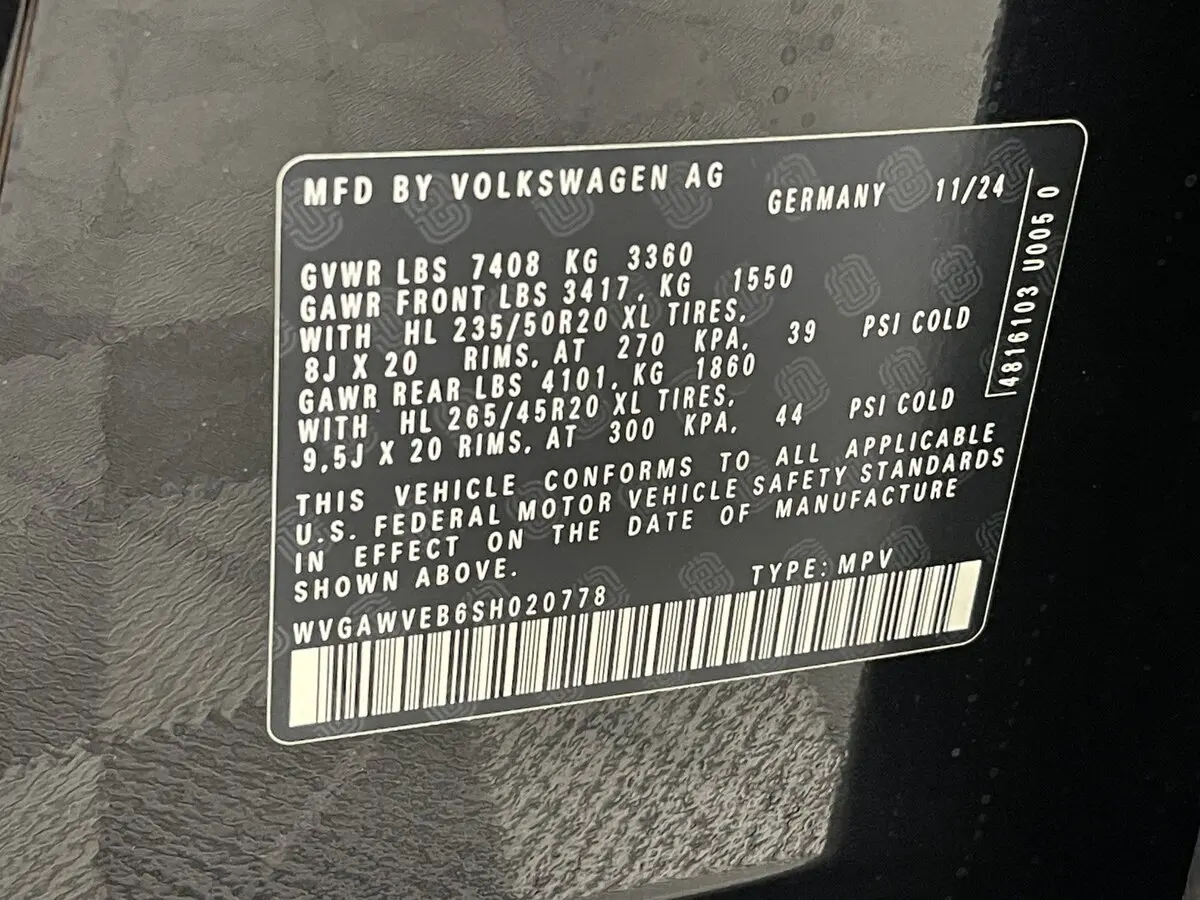 MFD BY VOLKSWAGEN AG GERMANY 11/24
GVWR LBS 7408 KG 3360
GAWR FRONT LBS 3417. KG 1550
WITH HL 235/50R20 XL TIRES.
8J X 20 RIMS. AT 270 KPA. 39 PSI COLD
GAWR REAR LBS 4101. KG 1860
WITH HL 265/45R20 XL TIRES.
9.5J X 20 RIMS. AT 300 KPA. 44 PSI COLD
THIS VEHICLE CONFORMS TO ALL APPLICABLE
U.S. FEDERAL MOTOR VEHICLE SAFETY STANDARDS
IN EFFECT ON THE DATE OF MANUFACTURE
SHOWN ABOVE.
TYPE: MPV
WVGAWVEB6SH020778
4816103 U005 0